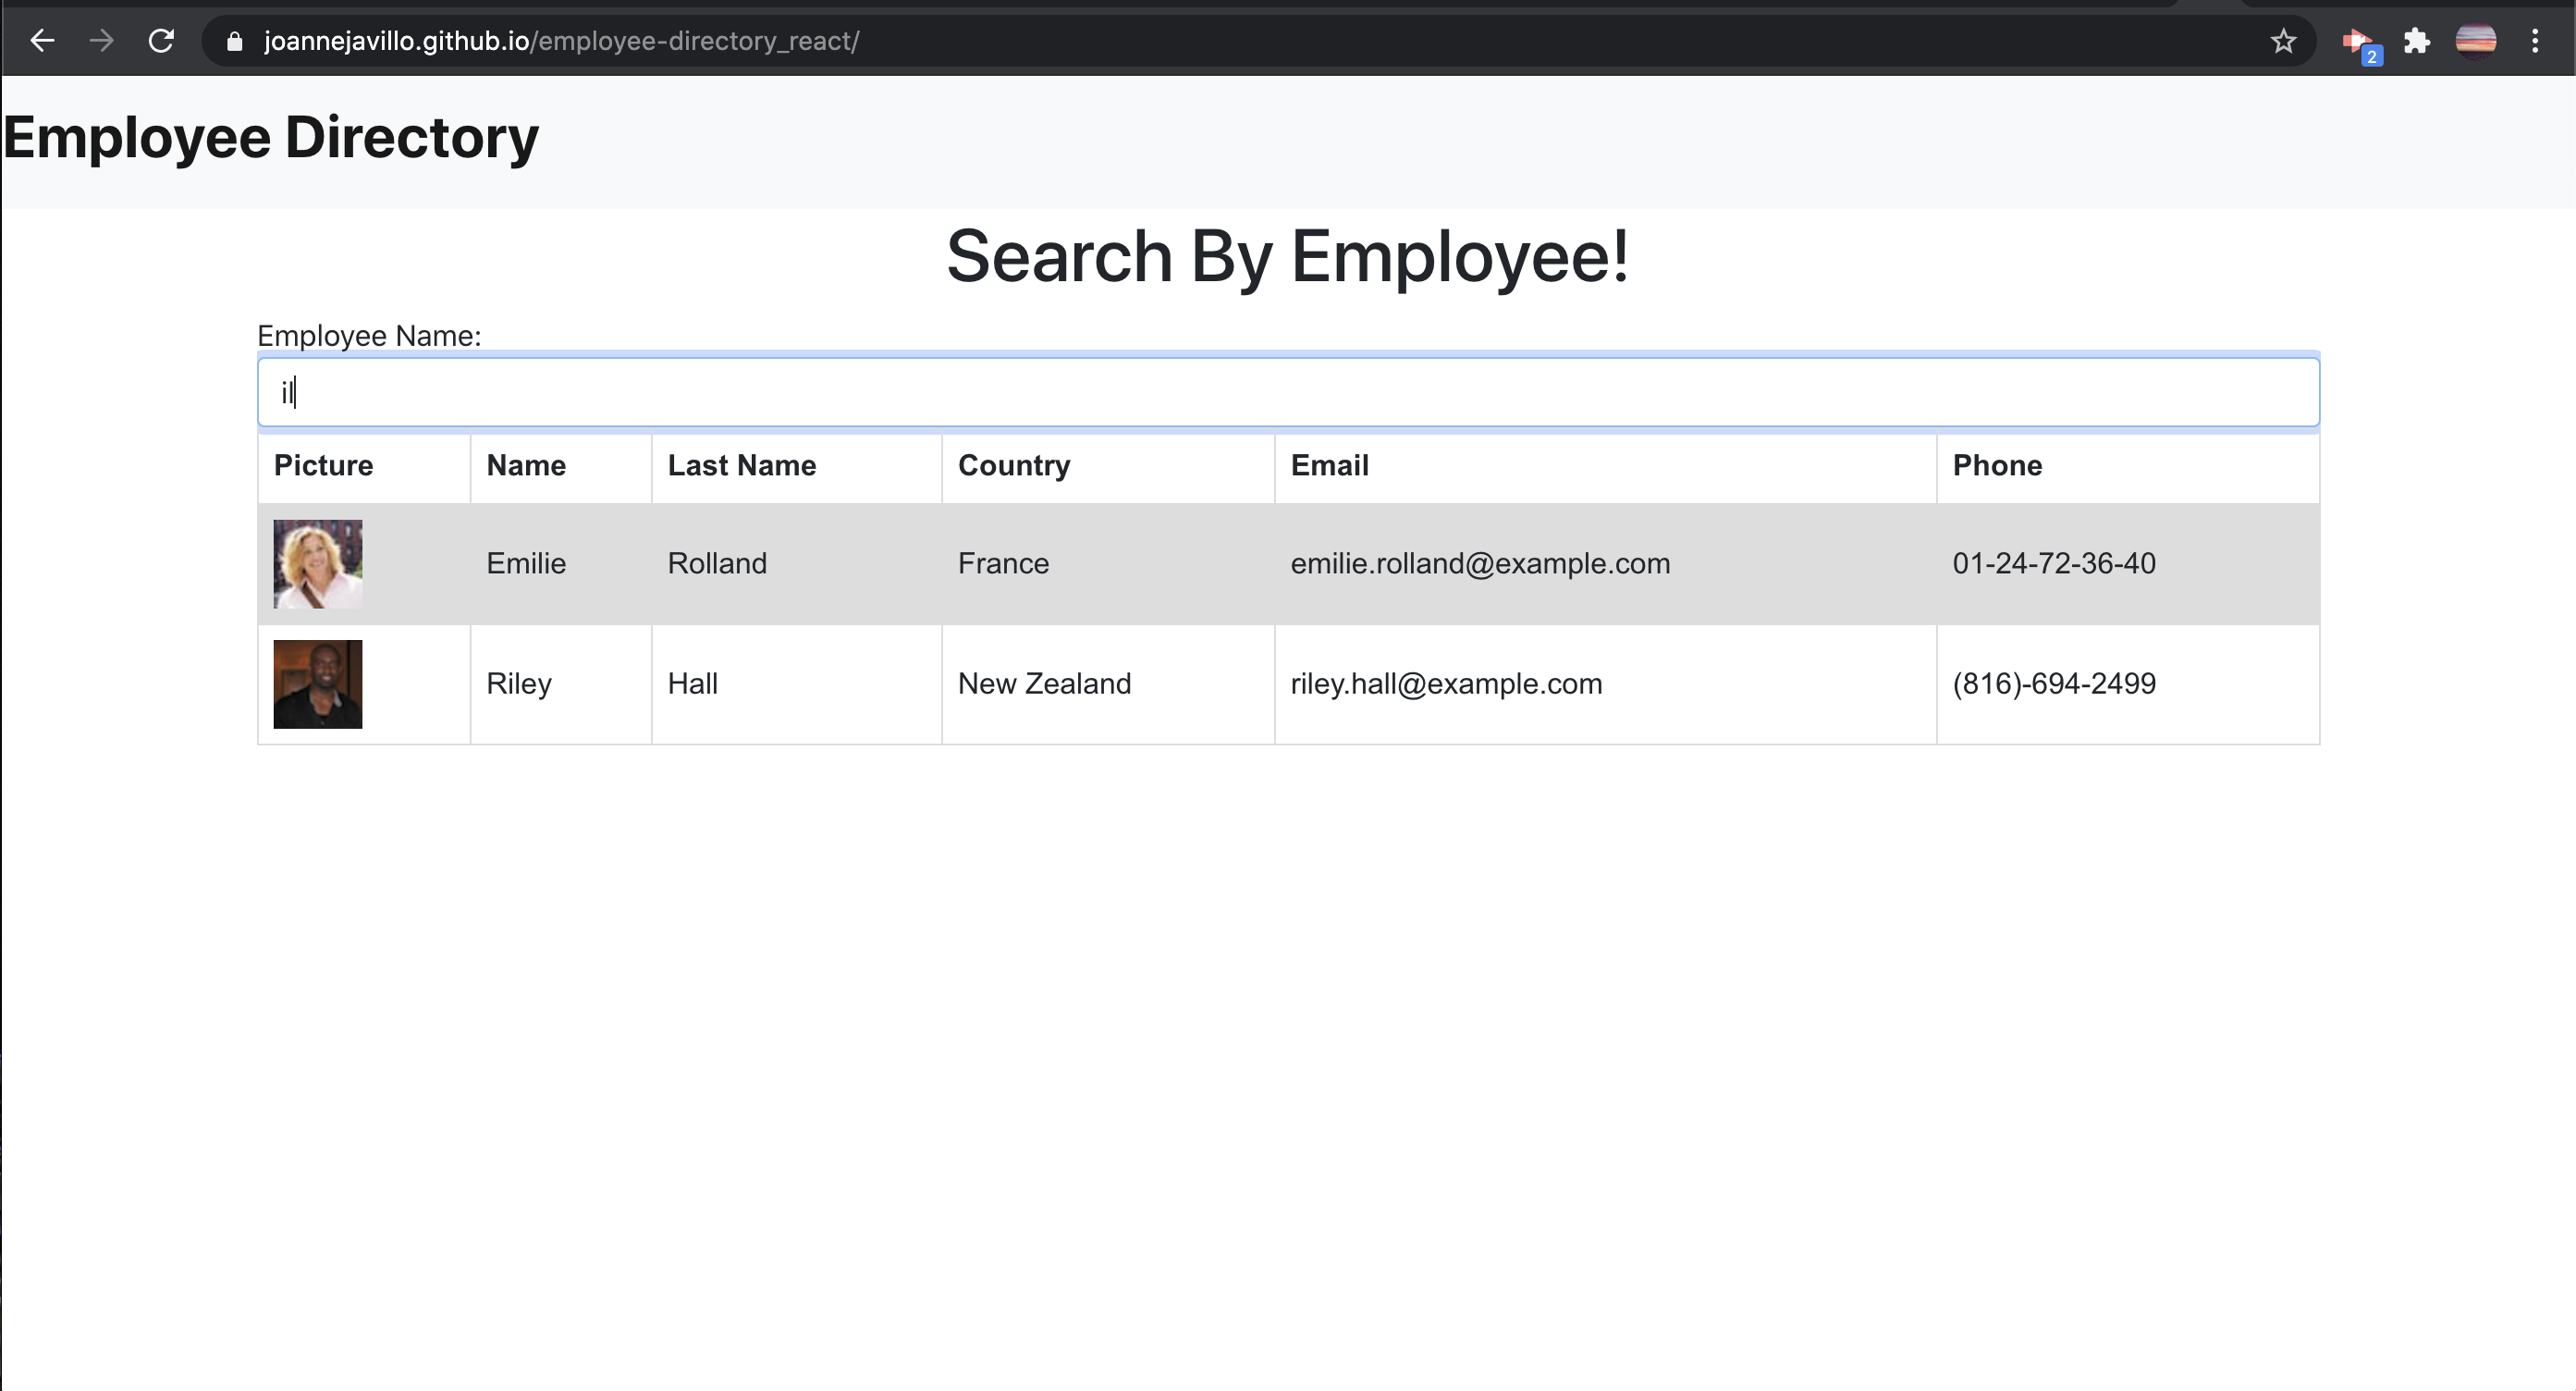 joannejavillo.github.io/employee-directory_react/
2
Employee Directory
Search By Employee!
Employee Name:
il
Picture Name Last Name Country Email Phone
Emilie Rolland France emilie.rolland@example.com 01-24-72-36-40
Riley Hall New Zealand riley.hall@example.com (816)-694-2499